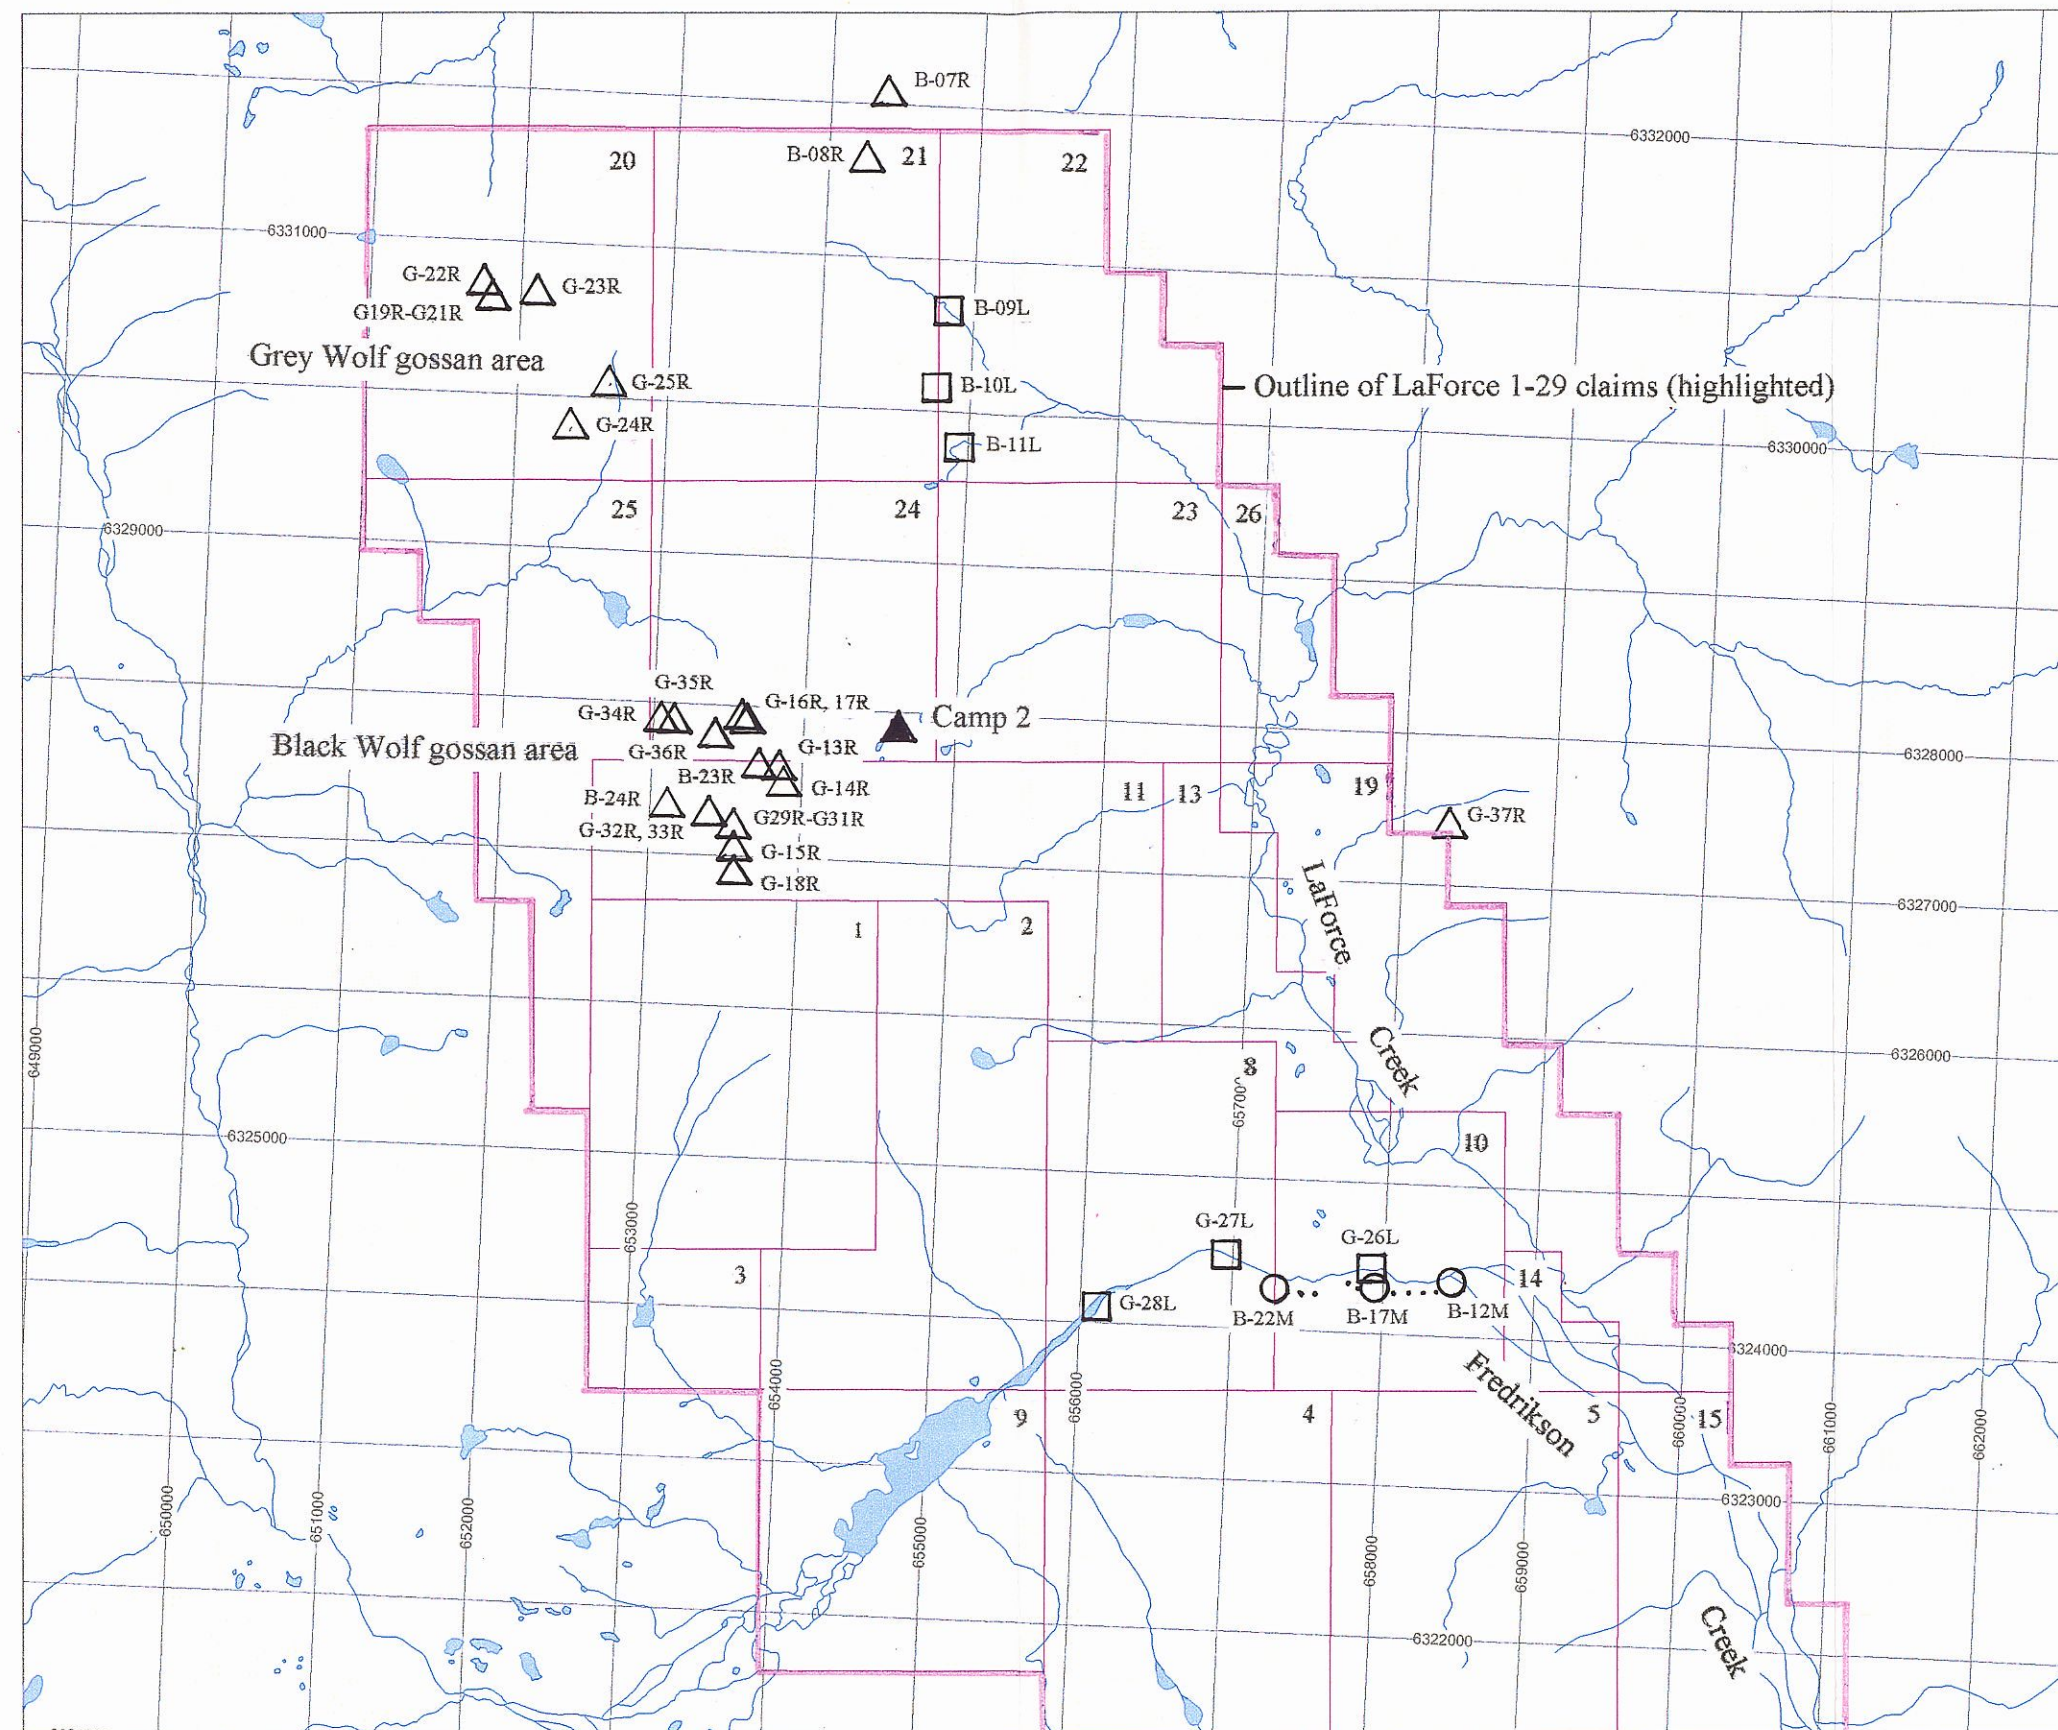 B-07R
6332000
20
B-08R
21
22
6331000
G-22R
G-23R
G19R-G21R
B-09L
Grey Wolf gossan area
G-25R
B-10L
Outline of LaForce 1-29 claims (highlighted)
G-24R
B-11L
6330000
25
24
23
26
6329000
G-35R
G-34R
G-16R, 17R
Camp 2
Black Wolf gossan area
G-36R
G-13R
6328000
B-23R
G-14R
11
13
19
B-24R
G-32R, 33R
G29R-G31R
G-37R
G-15R
G-18R
LaForce
6327000
1
2
649000
Creek
6326000
8
657000
6325000
10
653000
G-27L
G-26L
3
14
G-28L
B-22M
B-17M
B-12M
6324000
Fredrikson
654000
656000
9
4
5
15
660000
661000
662000
650000
651000
652000
655000
658000
659000
6323000
6322000
Creek